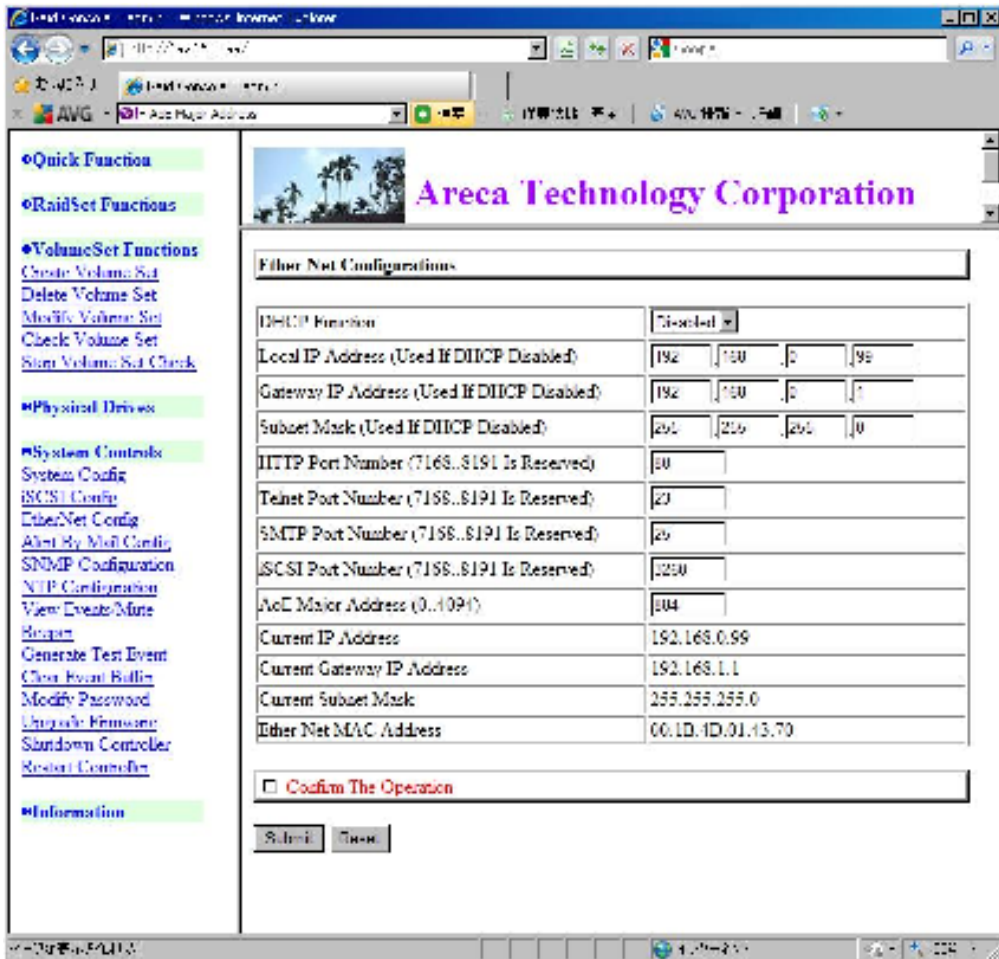 AVG
AoE Major Address
Quick Function
RaidSet Functions
VolumeSet Functions
Create Volume Set
Delete Volume Set
Modify Volume Set
Check Volume Set
Stop Volume Set Check
Physical Drives
System Controls
System Config
iSCSI Config
EtherNet Config
Alert By Mail Config
SNMP Configuration
NTP Configuration
View Events/Mute
Beeper
Generate Test Event
Clear Event Buffer
Modify Password
Upgrade Firmware
Shutdown Controller
Restart Controller
Information
Areca Technology Corporation
Ether Net Configurations
DHCP Function Disabled
Local IP Address (Used If DHCP Disabled) 192 .168 .0 .99
Gateway IP Address (Used If DHCP Disabled) 192 .168 .0 .1
Subnet Mask (Used If DHCP Disabled) 255 .255 .255 .0
HTTP Port Number (7168..8191 Is Reserved) 80
Telnet Port Number (7168..8191 Is Reserved) 23
SMTP Port Number (7168..8191 Is Reserved) 25
iSCSI Port Number (7168..8191 Is Reserved) 3260
AoE Major Address (0..4094)
Current IP Address 192.168.0.99
Current Gateway IP Address 192.168.1.1
Current Subnet Mask 255.255.255.0
Ether Net MAC Address 00.1B.4D.01.43.70
Confirm The Operation
Submit Reset